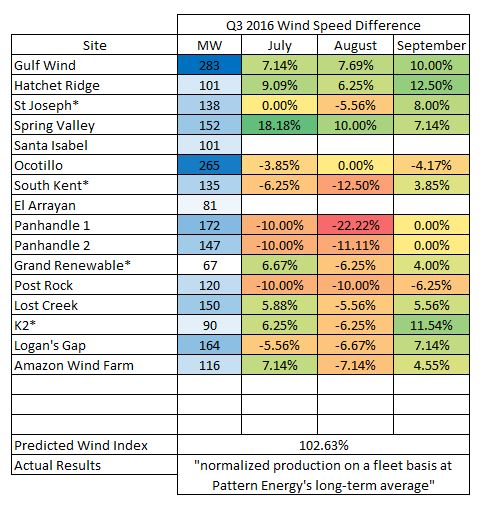 Q3 2016 Wind Speed Difference
Site MW July August September
Gulf Wind 283 7.14% 7.69% 10.00%
Hatchet Ridge 101 9.09% 6.25% 12.50%
St Joseph* 138 0.00% -5.56% 8.00%
Spring Valley 152 18.18% 10.00% 7.14%
Santa Isabel 101
Ocotillo 265 -3.85% 0.00% -4.17%
South Kent* 135 -6.25% -12.50% 3.85%
El Arrayan 81
Panhandle 1 172 -10.00% -22.22% 0.00%
Panhandle 2 147 -10.00% -11.11% 0.00%
Grand Renewable* 67 6.67% -6.25% 4.00%
Post Rock 120 -10.00% -10.00% -6.25%
Lost Creek 150 5.88% -5.56% 5.56%
K2* 90 6.25% -6.25% 11.54%
Logan's Gap 164 -5.56% -6.67% 7.14%
Amazon Wind Farm 116 7.14% -7.14% 4.55%
Predicted Wind Index 102.63%
Actual Results "normalized production on a fleet basis at
Pattern Energy's long-term average"